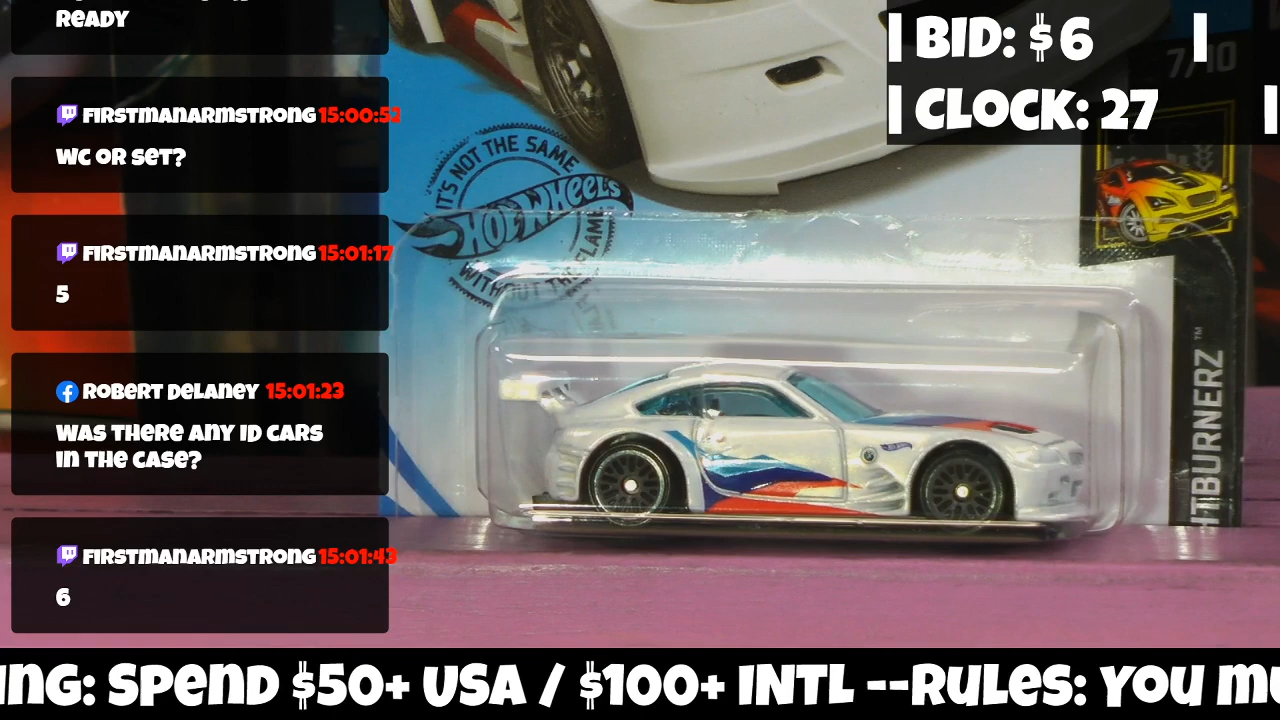 READY
FIRSTMANARMSTRONG 15:00:53
WC OR SET?
FIRSTMANARMSTRONG 15:01:17
5
ROBERT DELANEY 15:01:23
WAS THERE ANY ID CARS
IN THE CASE?
FIRSTMANARMSTRONG 15:01:43
6
| BID: $6 |
| CLOCK: 27 |
7/10
IT'S NOT THE SAME
HOT WHEELS
WITHOUT THE FLAME
HTBURNERZ™
ING: SPEND $50+ USA / $100+ INTL --RULES: YOU MU